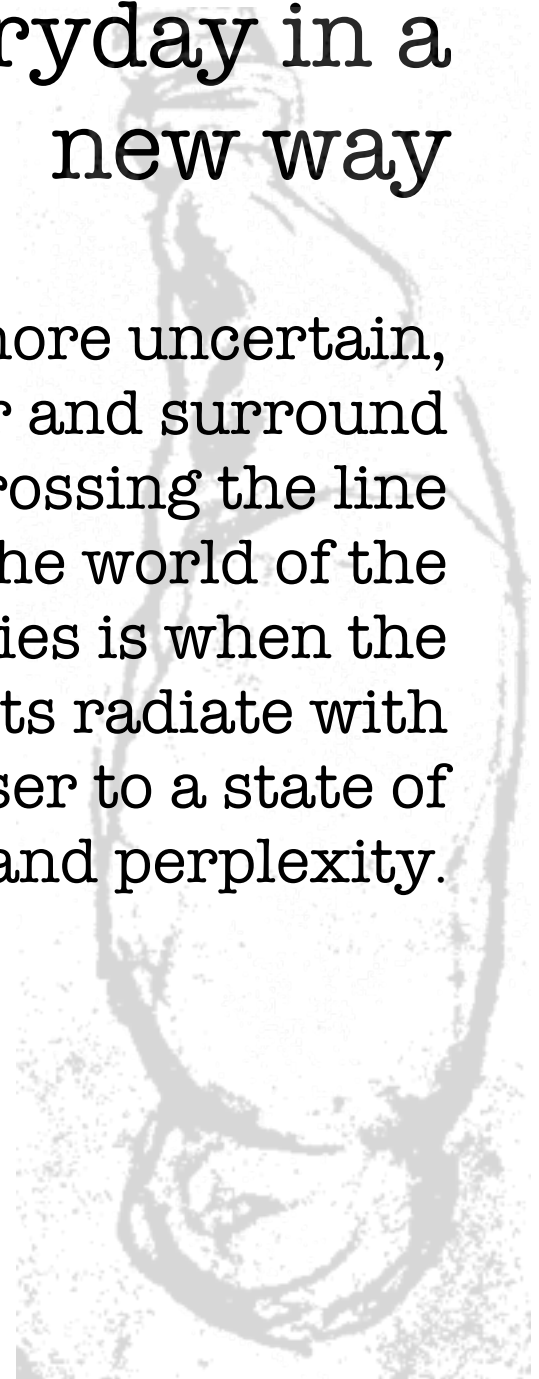 ryday in a
new way
ore uncertain,
and surround
rossing the line
he world of the
ies is when the
ts radiate with
ser to a state of
and perplexity.